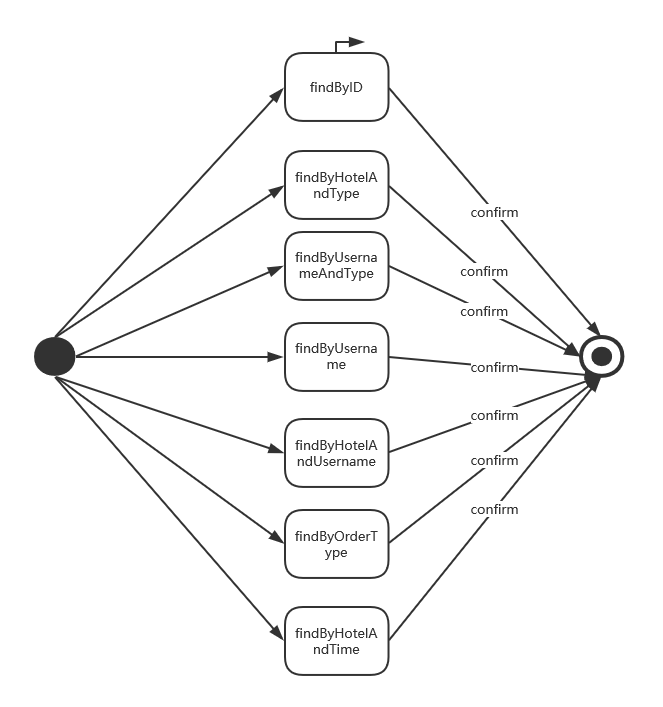 findByID
confirm
findByHotelA
ndType
confirm
findByUserna
meAndType
confirm
findByUserna
me
confirm
findByHotelA
ndUsername
confirm
findByOrderT
ype
confirm
findByHotelA
ndTime
confirm